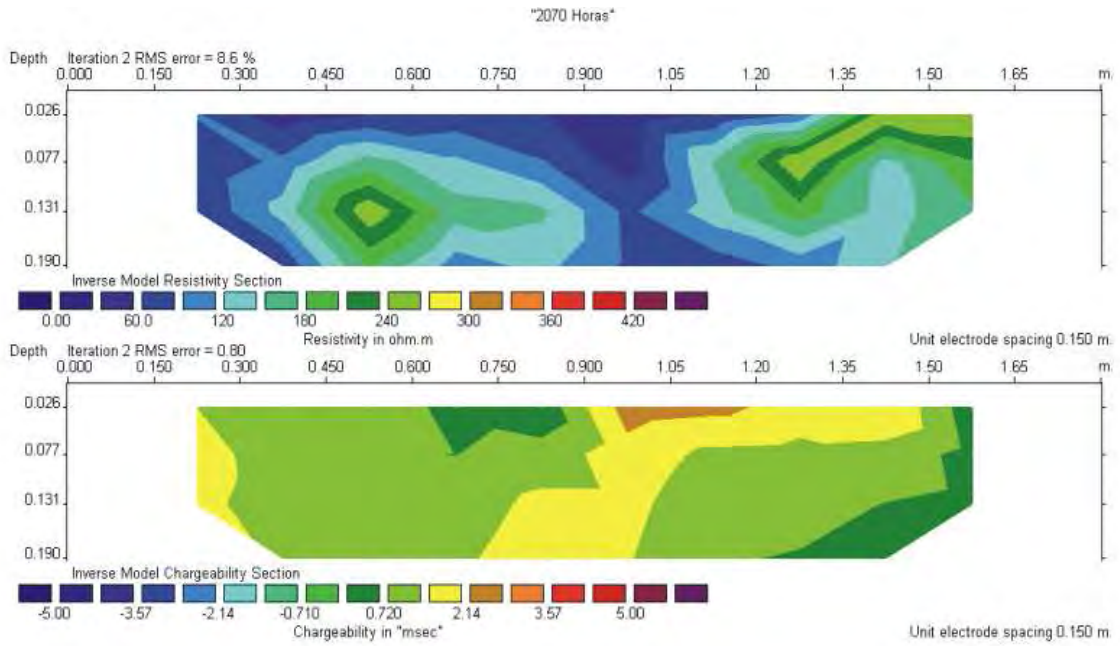 "2070 Horas"
Depth Iteration 2 RMS error = 8.6 %
0.000 0.150 0.300 0.450 0.600 0.750 0.900 1.05 1.20 1.35 1.50 1.65 m.
0.026
0.077
0.131
0.190
Inverse Model Resistivity Section
0.00 60.0 120 180 240 300 360 420
Resistivity in ohm.m
Unit electrode spacing 0.150 m.
Depth Iteration 2 RMS error = 0.80
0.000 0.150 0.300 0.450 0.600 0.750 0.900 1.05 1.20 1.35 1.50 1.65 m.
0.026
0.077
0.131
0.190
Inverse Model Chargeability Section
-5.00 -3.57 -2.14 -0.710 0.720 2.14 3.57 5.00
Chargeability in "msec"
Unit electrode spacing 0.150 m.